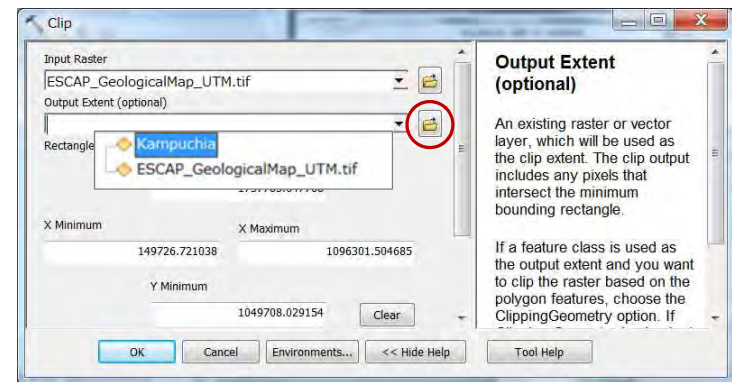 Clip
Input Raster
ESCAP_GeologicalMap_UTM.tif
Output Extent (optional)
Kampuchia
ESCAP_GeologicalMap_UTM.tif
Rectangle
X Minimum
X Maximum
149726.721038
1096301.504685
Y Minimum
1049708.029154
Clear
OK
Cancel
Environments...
<< Hide Help
Tool Help
Output Extent
(optional)
An existing raster or vector
layer, which will be used as
the clip extent. The clip output
includes any pixels that
intersect the minimum
bounding rectangle.
If a feature class is used as
the output extent and you want
to clip the raster based on the
polygon features, choose the
ClippingGeometry option. If